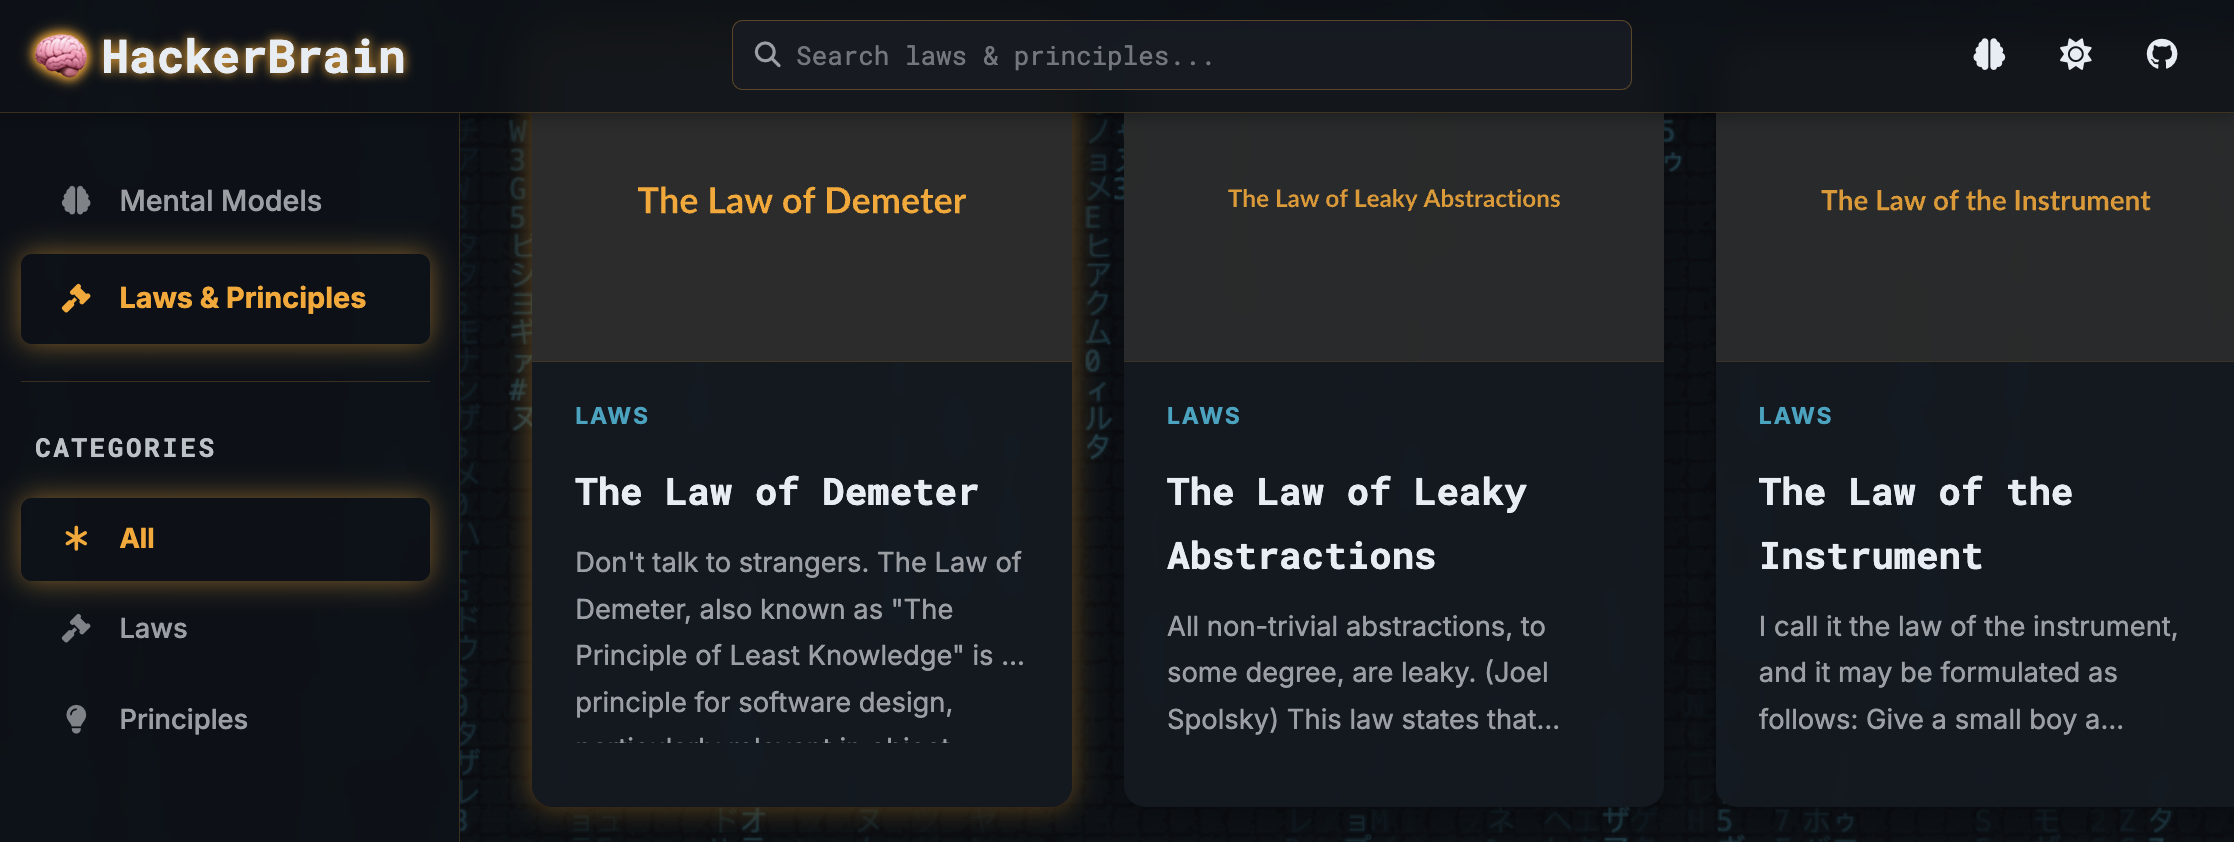 HackerBrain
Search laws & principles...
Mental Models
Laws & Principles
CATEGORIES
All
Laws
Principles
The Law of Demeter
LAWS
The Law of Demeter
Don't talk to strangers. The Law of
Demeter, also known as "The
Principle of Least Knowledge" is ...
principle for software design,
The Law of Leaky Abstractions
LAWS
The Law of Leaky
Abstractions
All non-trivial abstractions, to
some degree, are leaky. (Joel
Spolsky) This law states that...
The Law of the Instrument
LAWS
The Law of the
Instrument
I call it the law of the instrument,
and it may be formulated as
follows: Give a small boy a...